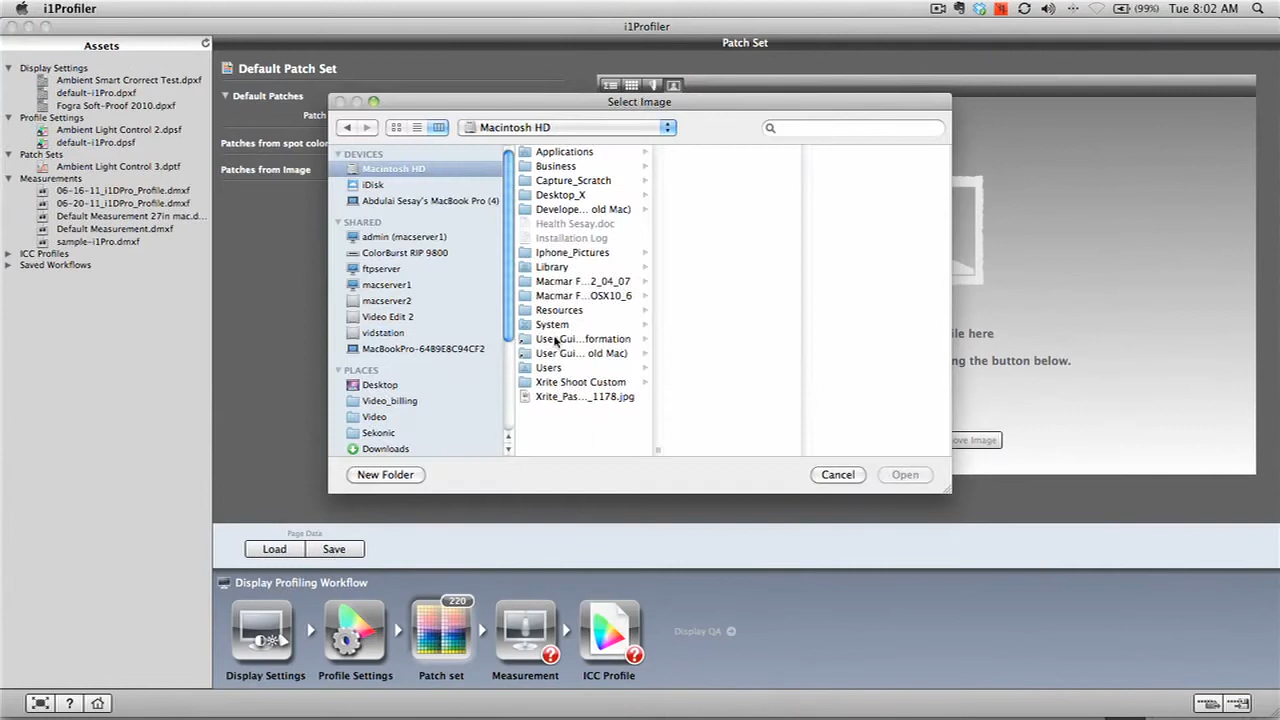 i1Profiler
(99%) Tue 8:02 AM
i1Profiler
Assets
Patch Set
Display Settings
Ambient Smart Crorrect Test.dpxf
default-i1Pro.dpxf
Fogra Soft-Proof 2010.dpxf
Profile Settings
Ambient Light Control 2.dpsf
default-i1Pro.dpsf
Patch Sets
Ambient Light Control 3.dptf
Measurements
06-16-11_i1DPro_Profile.dmxf
06-20-11_i1DPro_Profile.dmxf
Default Measurement 27in mac.d...
Default Measurement.dmxf
sample-i1Pro.dmxf
ICC Profiles
Saved Workflows
Default Patch Set
Default Patches
Patch
Patches from spot color
Patches from Image
Select Image
Macintosh HD
DEVICES
Macintosh HD
iDisk
Abdulai Sesay's MacBook Pro (4)
SHARED
admin (macserver1)
ColorBurst RIP 9800
ftpserver
macserver1
macserver2
Video Edit 2
vidstation
MacBookPro-64B9E8C94CF2
PLACES
Desktop
Video_billing
Video
Sekonic
Downloads
Applications
Business
Capture_Scratch
Desktop_X
Develope... old Mac)
Health Sesay.doc
Installation Log
Iphone_Pictures
Library
Macmar F...2_04_07
Macmar F...OSX10_6
Resources
System
User Gui...formation
User Gui... old Mac)
Users
Xrite Shoot Custom
Xrite_Pas..._1178.jpg
New Folder
Cancel
Open
ile here
ing the button below.
ove Image
Page Data
Load
Save
Display Profiling Workflow
220
Display QA
Display Settings
Profile Settings
Patch set
Measurement
ICC Profile